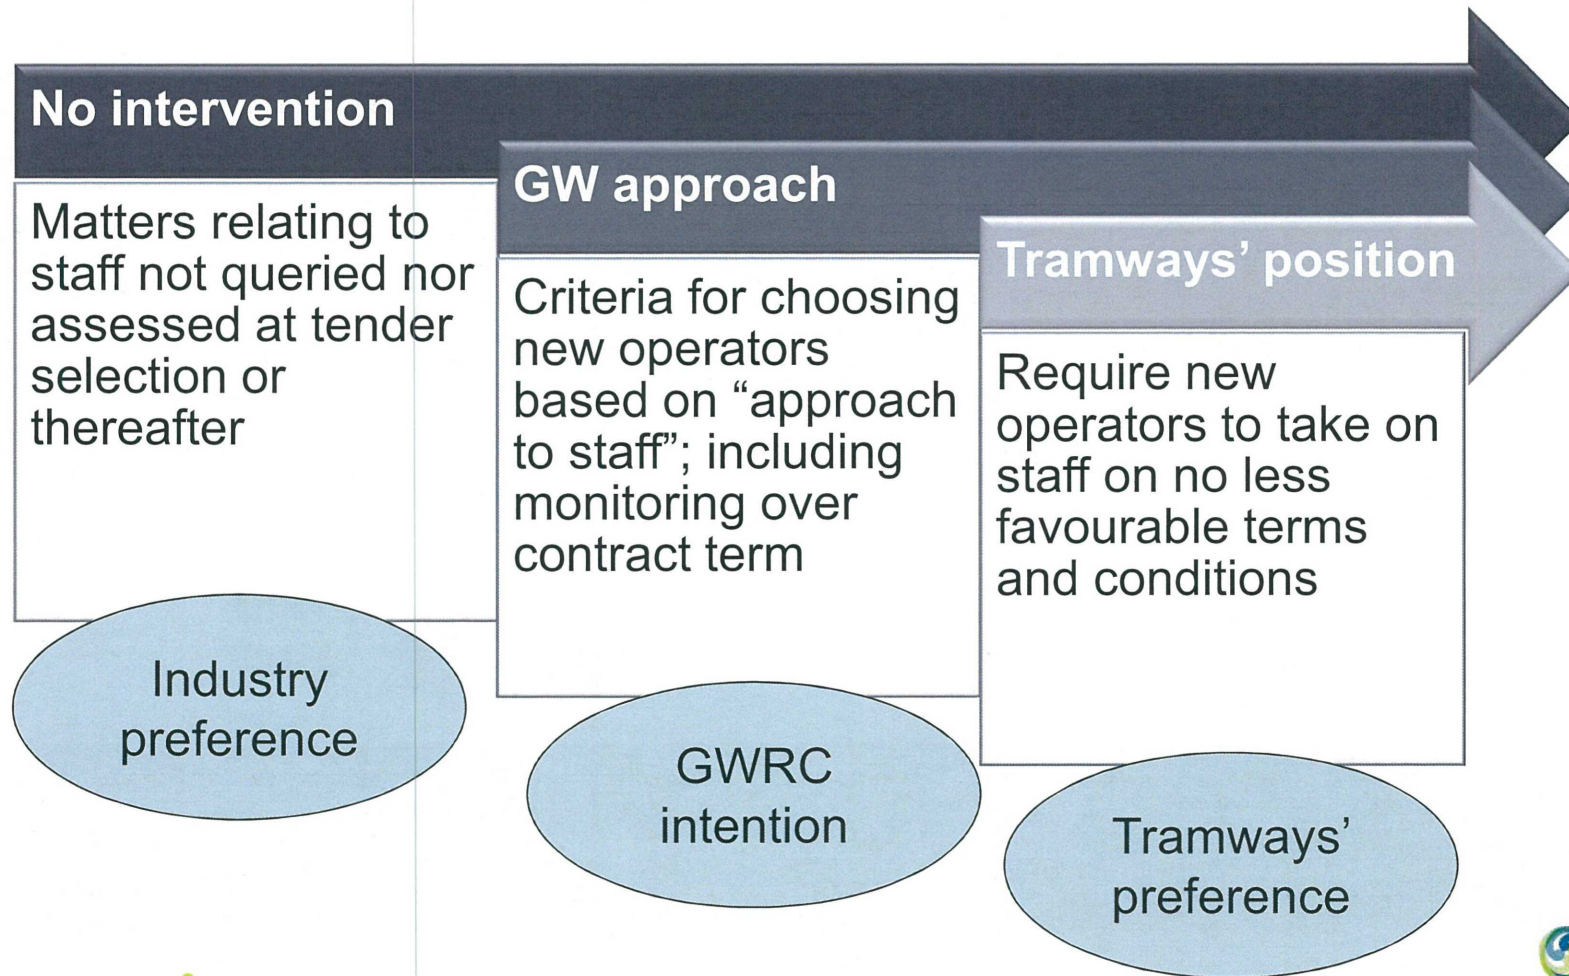 No intervention
Matters relating to
staff not queried nor
assessed at tender
selection or
thereafter
Industry
preference
GW approach
Criteria for choosing
new operators
based on “approach
to staff”; including
monitoring over
contract term
GWRC
intention
Tramways’ position
Require new
operators to take on
staff on no less
favourable terms
and conditions
Tramways’
preference